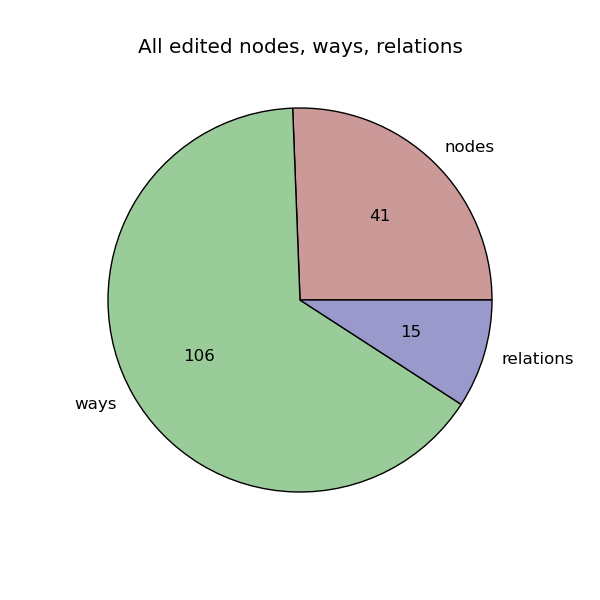 All edited nodes, ways, relations
nodes
41
15
relations
106
ways